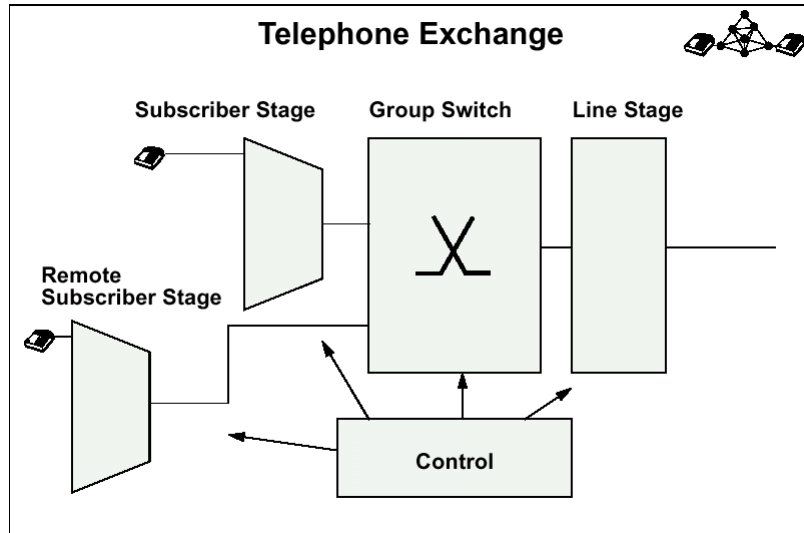 Telephone Exchange
Subscriber Stage
Group Switch
Line Stage
Remote
Subscriber Stage
Control